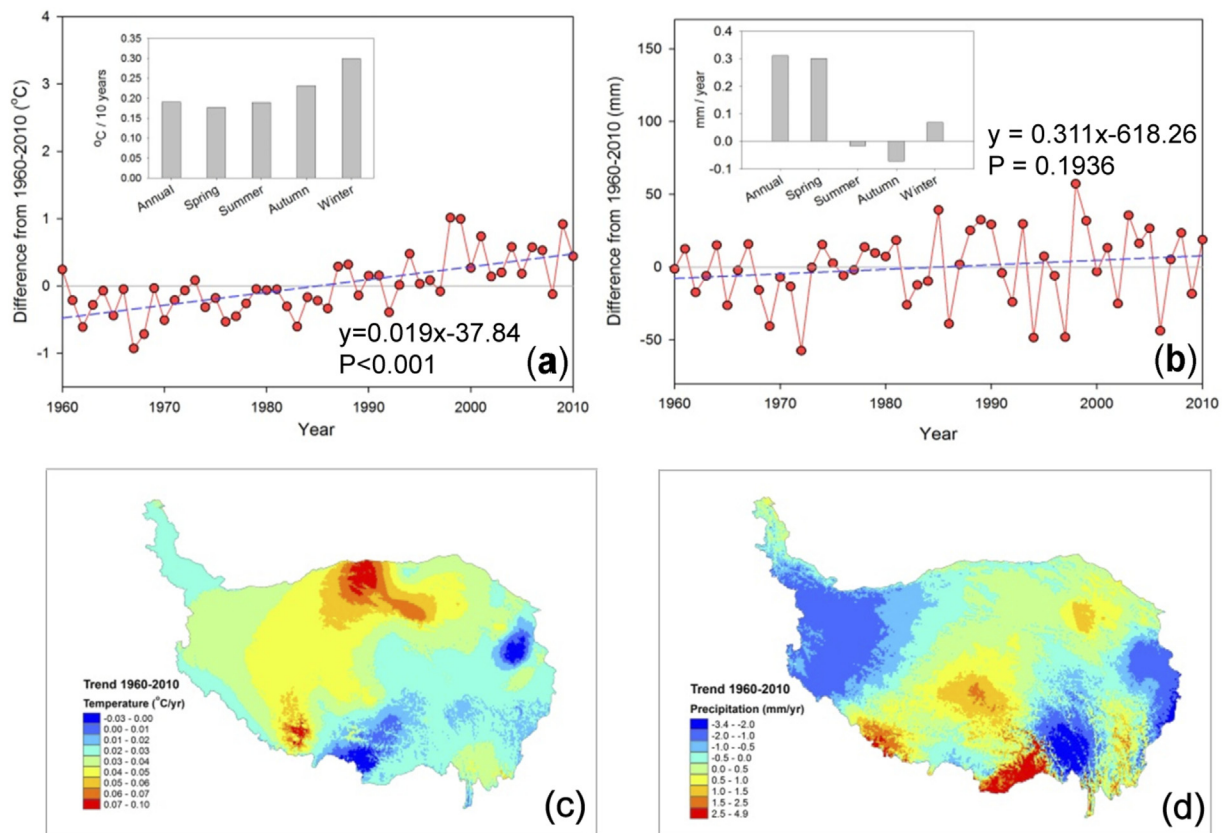 4
3
2
1
0
-1
Difference from 1960-2010 (°C)
0.35
0.30
0.25
0.20
0.15
0.10
0.05
0.00
°C / 10 years
Annual
Spring
Summer
Autumn
Winter
y=0.019x-37.84
P<0.001
(a)
1960 1970 1980 1990 2000 2010
Year
150
100
50
0
-50
Difference from 1960-2010 (mm)
0.4
0.3
0.2
0.1
0.0
-0.1
mm / year
Annual
Spring
Summer
Autumn
Winter
y = 0.311x-618.26
P = 0.1936
(b)
1960 1970 1980 1990 2000 2010
Year
Trend 1960-2010
Temperature (°C/yr)
-0.03 - 0.00
0.00 - 0.01
0.01 - 0.02
0.02 - 0.03
0.03 - 0.04
0.04 - 0.05
0.05 - 0.06
0.06 - 0.07
0.07 - 0.10
(c)
Trend 1960-2010
Precipitation (mm/yr)
-3.4 - -2.0
-2.0 - -1.0
-1.0 - -0.5
-0.5 - 0.0
0.0 - 0.5
0.5 - 1.0
1.0 - 1.5
1.5 - 2.5
2.5 - 4.9
(d)